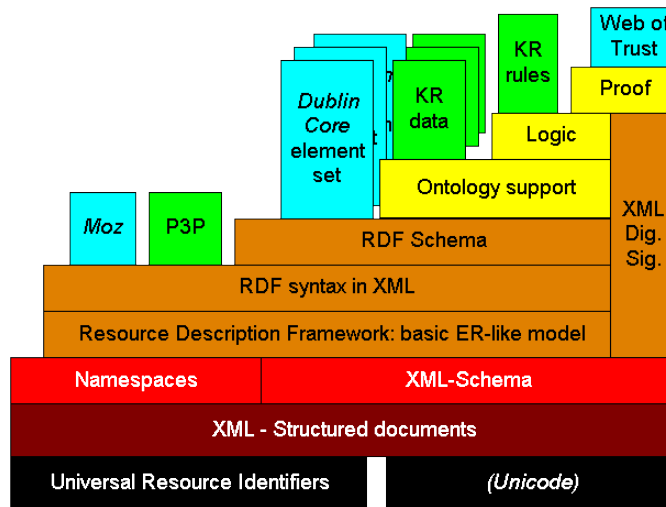 Web of
Trust
KR
rules
Proof
Dublin
Core
element
set
KR
data
Logic
Ontology support
XML
Dig.
Sig.
Moz
P3P
RDF Schema
RDF syntax in XML
Resource Description Framework: basic ER-like model
Namespaces
XML-Schema
XML - Structured documents
Universal Resource Identifiers
(Unicode)